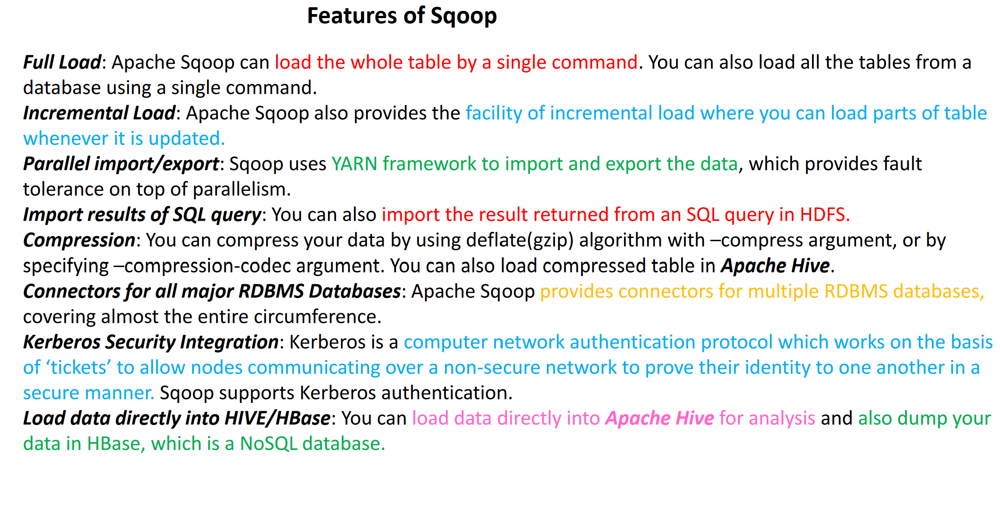 Features of Sqoop
Full Load: Apache Sqoop can load the whole table by a single command. You can also load all the tables from a
database using a single command.
Incremental Load: Apache Sqoop also provides the facility of incremental load where you can load parts of table
whenever it is updated.
Parallel import/export: Sqoop uses YARN framework to import and export the data, which provides fault
tolerance on top of parallelism.
Import results of SQL query: You can also import the result returned from an SQL query in HDFS.
Compression: You can compress your data by using deflate(gzip) algorithm with –compress argument, or by
specifying –compression-codec argument. You can also load compressed table in Apache Hive.
Connectors for all major RDBMS Databases: Apache Sqoop provides connectors for multiple RDBMS databases,
covering almost the entire circumference.
Kerberos Security Integration: Kerberos is a computer network authentication protocol which works on the basis
of ‘tickets’ to allow nodes communicating over a non-secure network to prove their identity to one another in a
secure manner. Sqoop supports Kerberos authentication.
Load data directly into HIVE/HBase: You can load data directly into Apache Hive for analysis and also dump your
data in HBase, which is a NoSQL database.